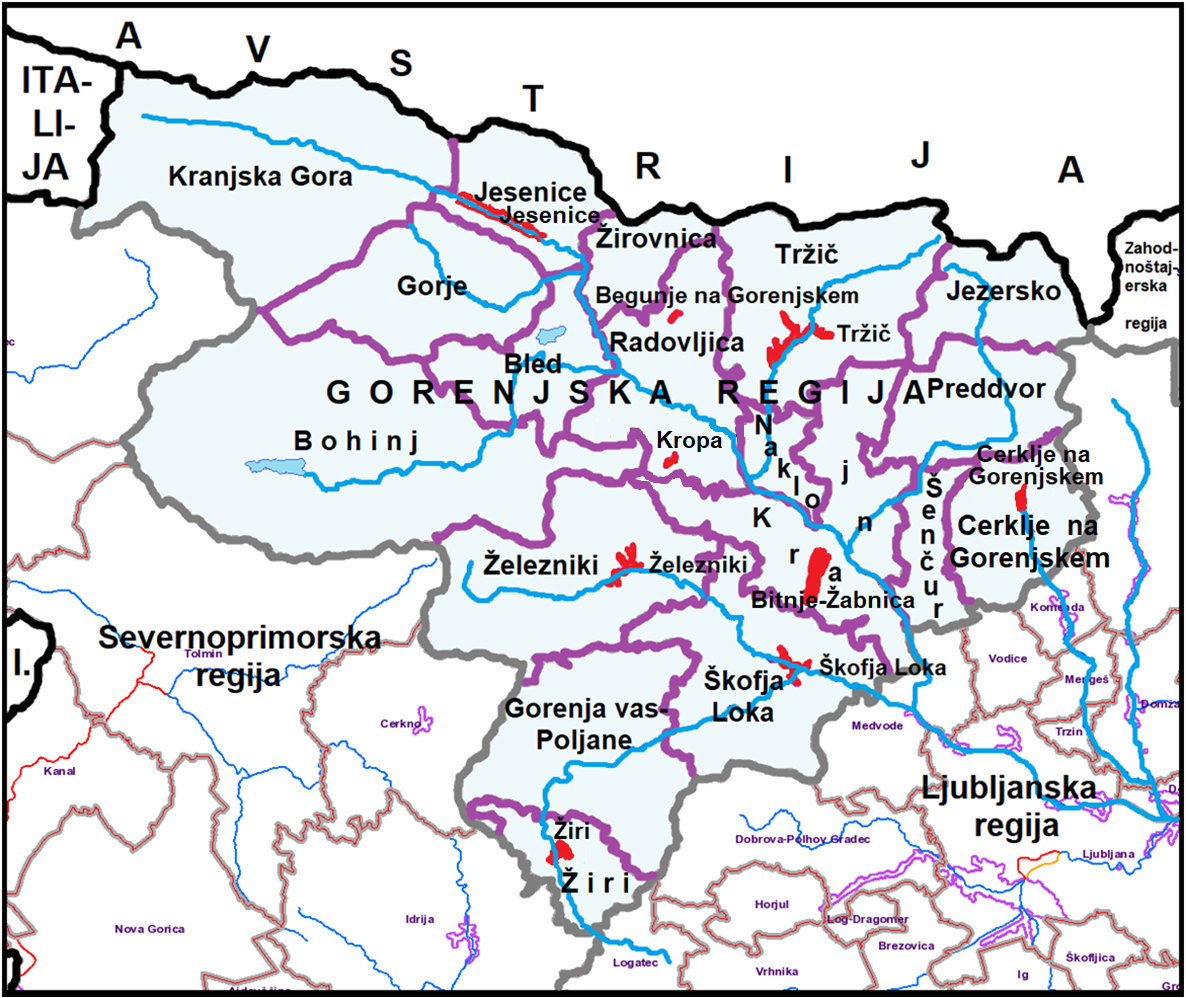 A V S T R I J A
ITA-
LI-
JA
Kranjska Gora
Jesenice
Jesenice
Žirovnica
Tržič
Zahod-
noštaj-
erska
regija
Gorje
Begunje na Gorenjskem
Jezersko
Radovljica
Tržič
Bled
GORENJSKA REGIJA
Preddvor
Bohinj
Kropa
Naklo
Kranj
Šenčur
Cerklje na
Gorenjskem
Cerklje na
Gorenjskem
Železniki
Železniki
Bitnje-Žabnica
Komenda
I.
Severnoprimorska
regija
Tolmin
Škofja
Loka
Škofja Loka
Vodice
Mengeš
Gorenja vas-
Poljane
Cerkno
Medvode
Domža
Trzin
Kanal
Ljubljanska
regija
Žiri
Žiri
Dobrova-Polhov Gradec
Ljubljana
Nova Gorica
Idrija
Horjul
Log-Dragomer
Brezovica
Logatec
Vrhnika
Ig
Škofljica